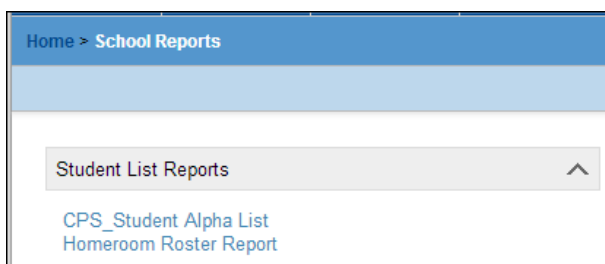 Home > School Reports
Student List Reports
CPS_Student Alpha List
Homeroom Roster Report